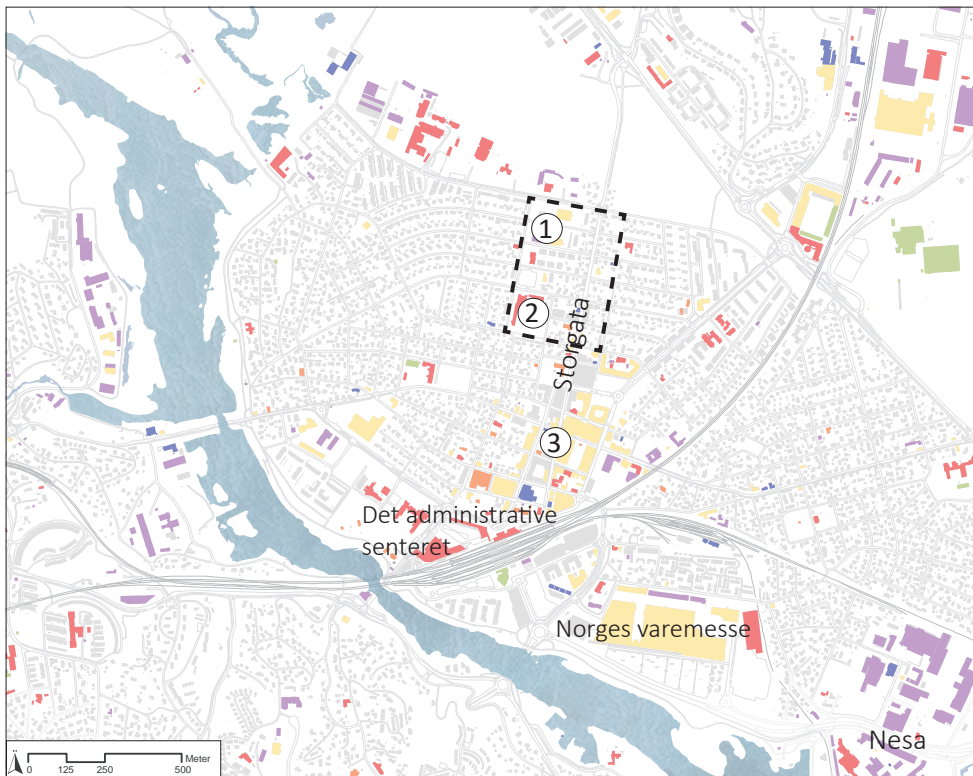 1
2
Storgata
3
Det administrative
senteret
Norges varemesse
Nesa
Meter
0 125 250 500